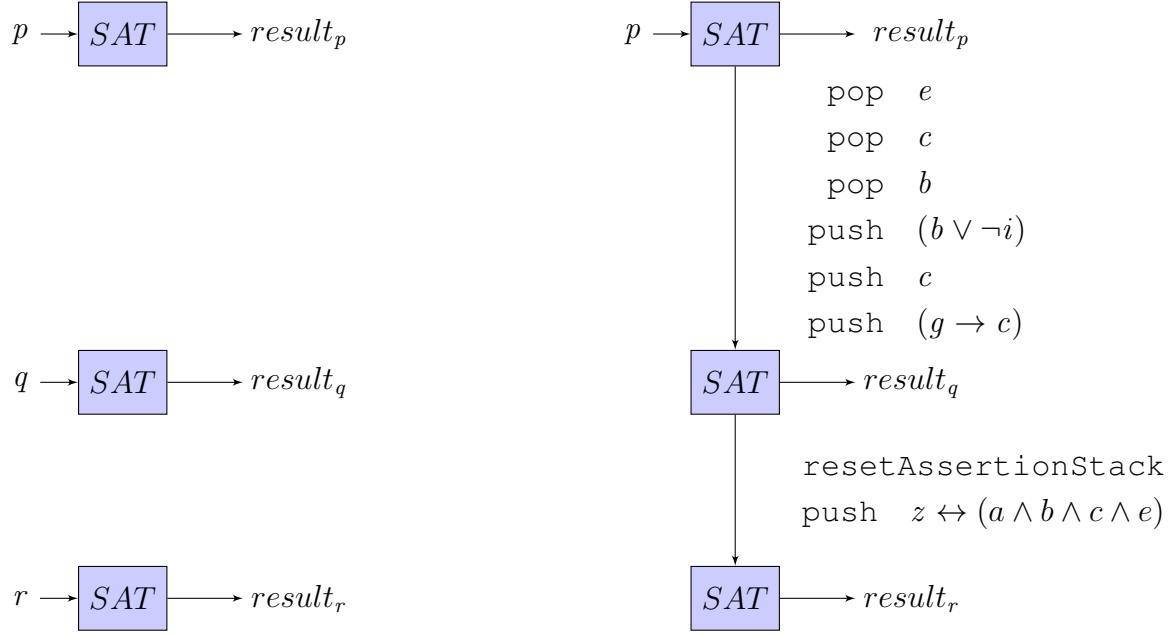 p SAT result_p
q SAT result_q
r SAT result_r
p SAT result_p
pop e
pop c
pop b
push (b ∨ ¬i)
push c
push (g → c)
SAT result_q
resetAssertionStack
push z ↔ (a ∧ b ∧ c ∧ e)
SAT result_r